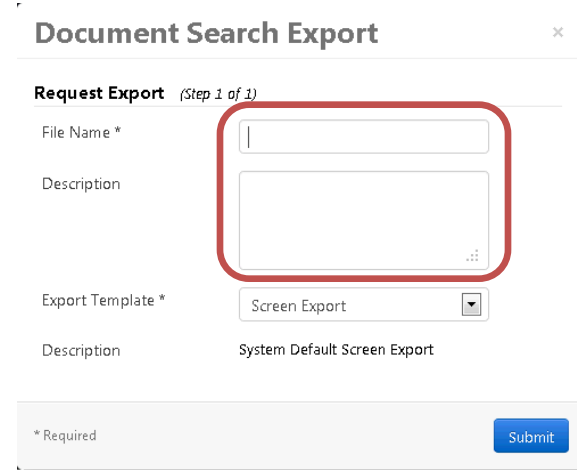 Document Search Export ×
Request Export (Step 1 of 1)
File Name *
Description
Export Template * Screen Export
Description System Default Screen Export
* Required Submit